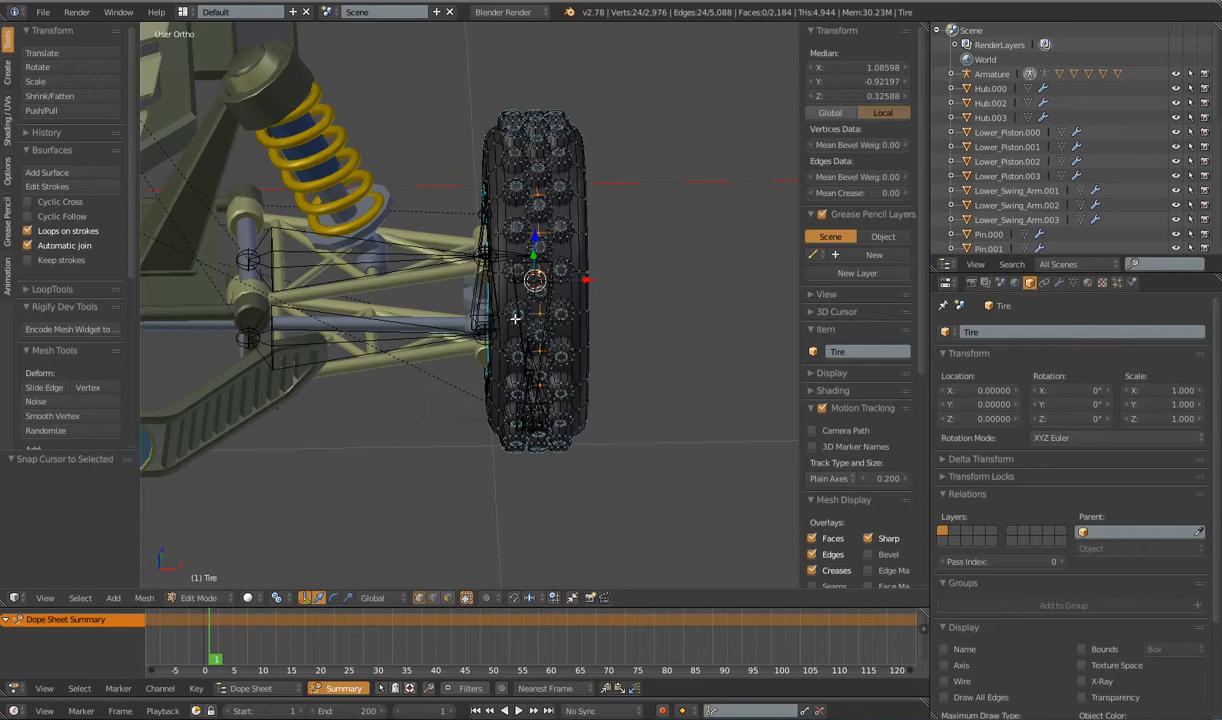 File Render Window Help Default Scene Blender Render v2.78 | Verts:24/2,976 | Edges:24/5,088 | Faces:0/2,184 | Tris:4,944 | Mem:30.23M | Tire
Tools
Create
Shading / UVs
Options
Grease Pencil
Animation
Transform
Translate
Rotate
Scale
Shrink/Fatten
Push/Pull
History
Bsurfaces
Add Surface
Edit Strokes
Cyclic Cross
Cyclic Follow
Loops on strokes
Automatic join
Keep strokes
LoopTools
Rigify Dev Tools
Encode Mesh Widget to ...
Mesh Tools
Deform:
Slide Edge Vertex
Noise
Smooth Vertex
Randomize
Add:
Snap Cursor to Selected
User Ortho
(1) Tire
Transform
Median:
X: 1.08598
Y: -0.92197
Z: 0.32588
Global Local
Vertices Data:
Mean Bevel Weig: 0.00
Edges Data:
Mean Bevel Weig: 0.00
Mean Crease: 0.00
Grease Pencil Layers
Scene Object
New
New Layer
View
3D Cursor
Item
Tire
Display
Shading
Motion Tracking
Camera Path
3D Marker Names
Track Type and Size:
Plain Axes 0.200
Mesh Display
Overlays:
Faces Sharp
Edges Bevel
Creases Edge Ma
Seams Face Ma
Scene
RenderLayers
World
Armature
Hub.000
Hub.002
Hub.003
Lower_Piston.000
Lower_Piston.001
Lower_Piston.002
Lower_Piston.003
Lower_Swing_Arm.001
Lower_Swing_Arm.002
Lower_Swing_Arm.003
Pin.000
Pin.001
View Search All Scenes
Tire
Tire
Transform
Location: Rotation: Scale:
X: 0.00000 X: 0° X: 1.000
Y: 0.00000 Y: 0° Y: 1.000
Z: 0.00000 Z: 0° Z: 1.000
Rotation Mode: XYZ Euler
Delta Transform
Transform Locks
Relations
Layers: Parent:
Object
Pass Index: 0
Groups
Add to Group
Display
Name Bounds Box
Axis Texture Space
Wire X-Ray
Draw All Edges Transparency
Maximum Draw Type: Object Color:
View Select Add Mesh Edit Mode Global
Dope Sheet Summary
1
-5 0 5 10 15 20 25 30 35 40 45 50 55 60 65 70 75 80 85 90 95 100 105 110 115 120
View Select Marker Channel Key Dope Sheet Summary Filters Nearest Frame
View Marker Frame Playback Start: 1 End: 200 1 No Sync